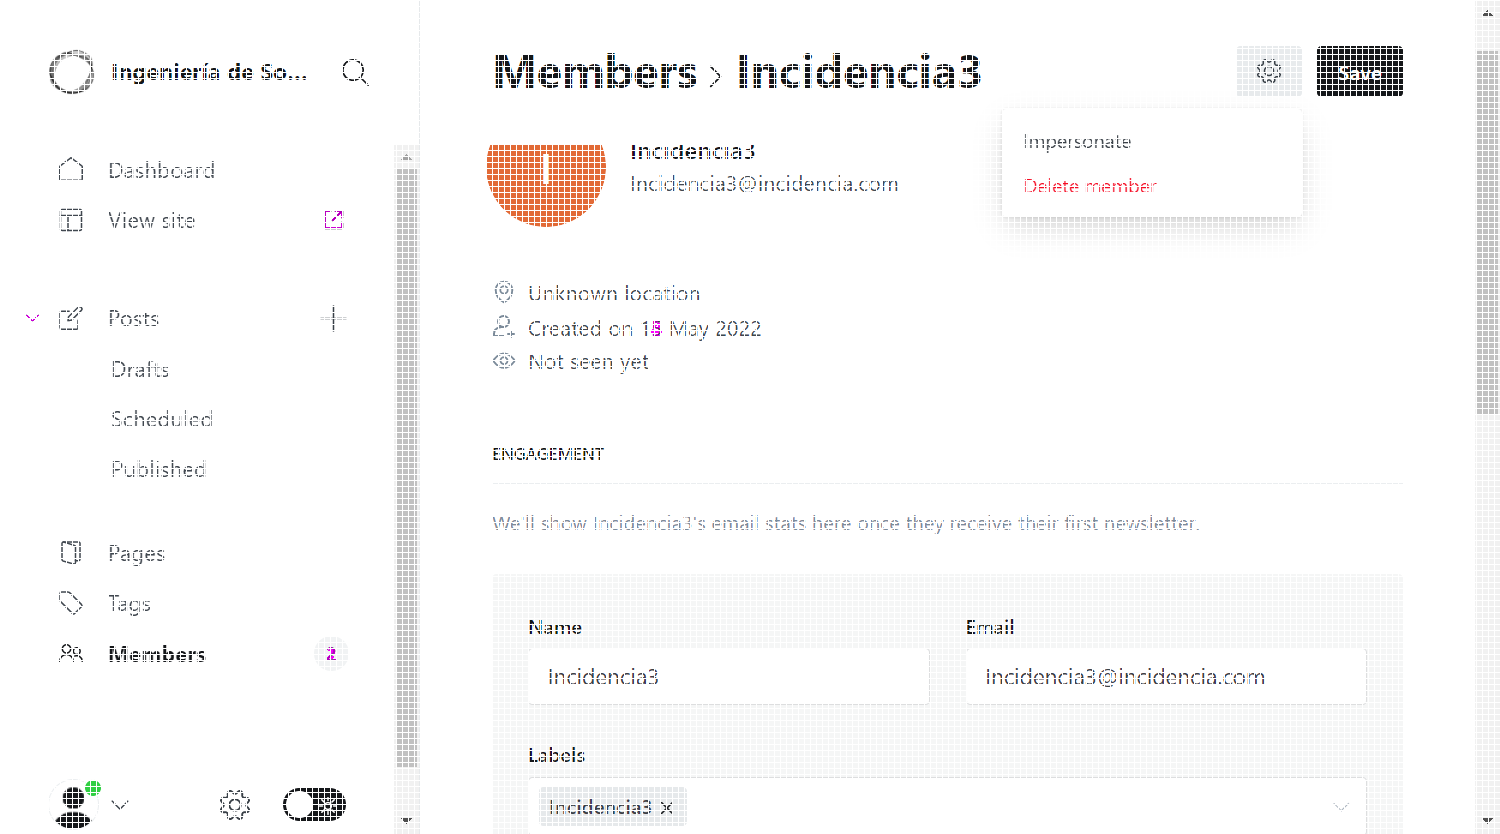 Ingeniería de So...
Dashboard
View site
Posts
Drafts
Scheduled
Published
Pages
Tags
Members
Members › Incidencia3
Save
Impersonate
Delete member
I
Incidencia3
Incidencia3@incidencia.com
Unknown location
Created on May 2022
Not seen yet
ENGAGEMENT
We'll show Incidencia3's email stats here once they receive their first newsletter.
Name
Email
Incidencia3
Incidencia3@incidencia.com
Labels
Incidencia3 ×